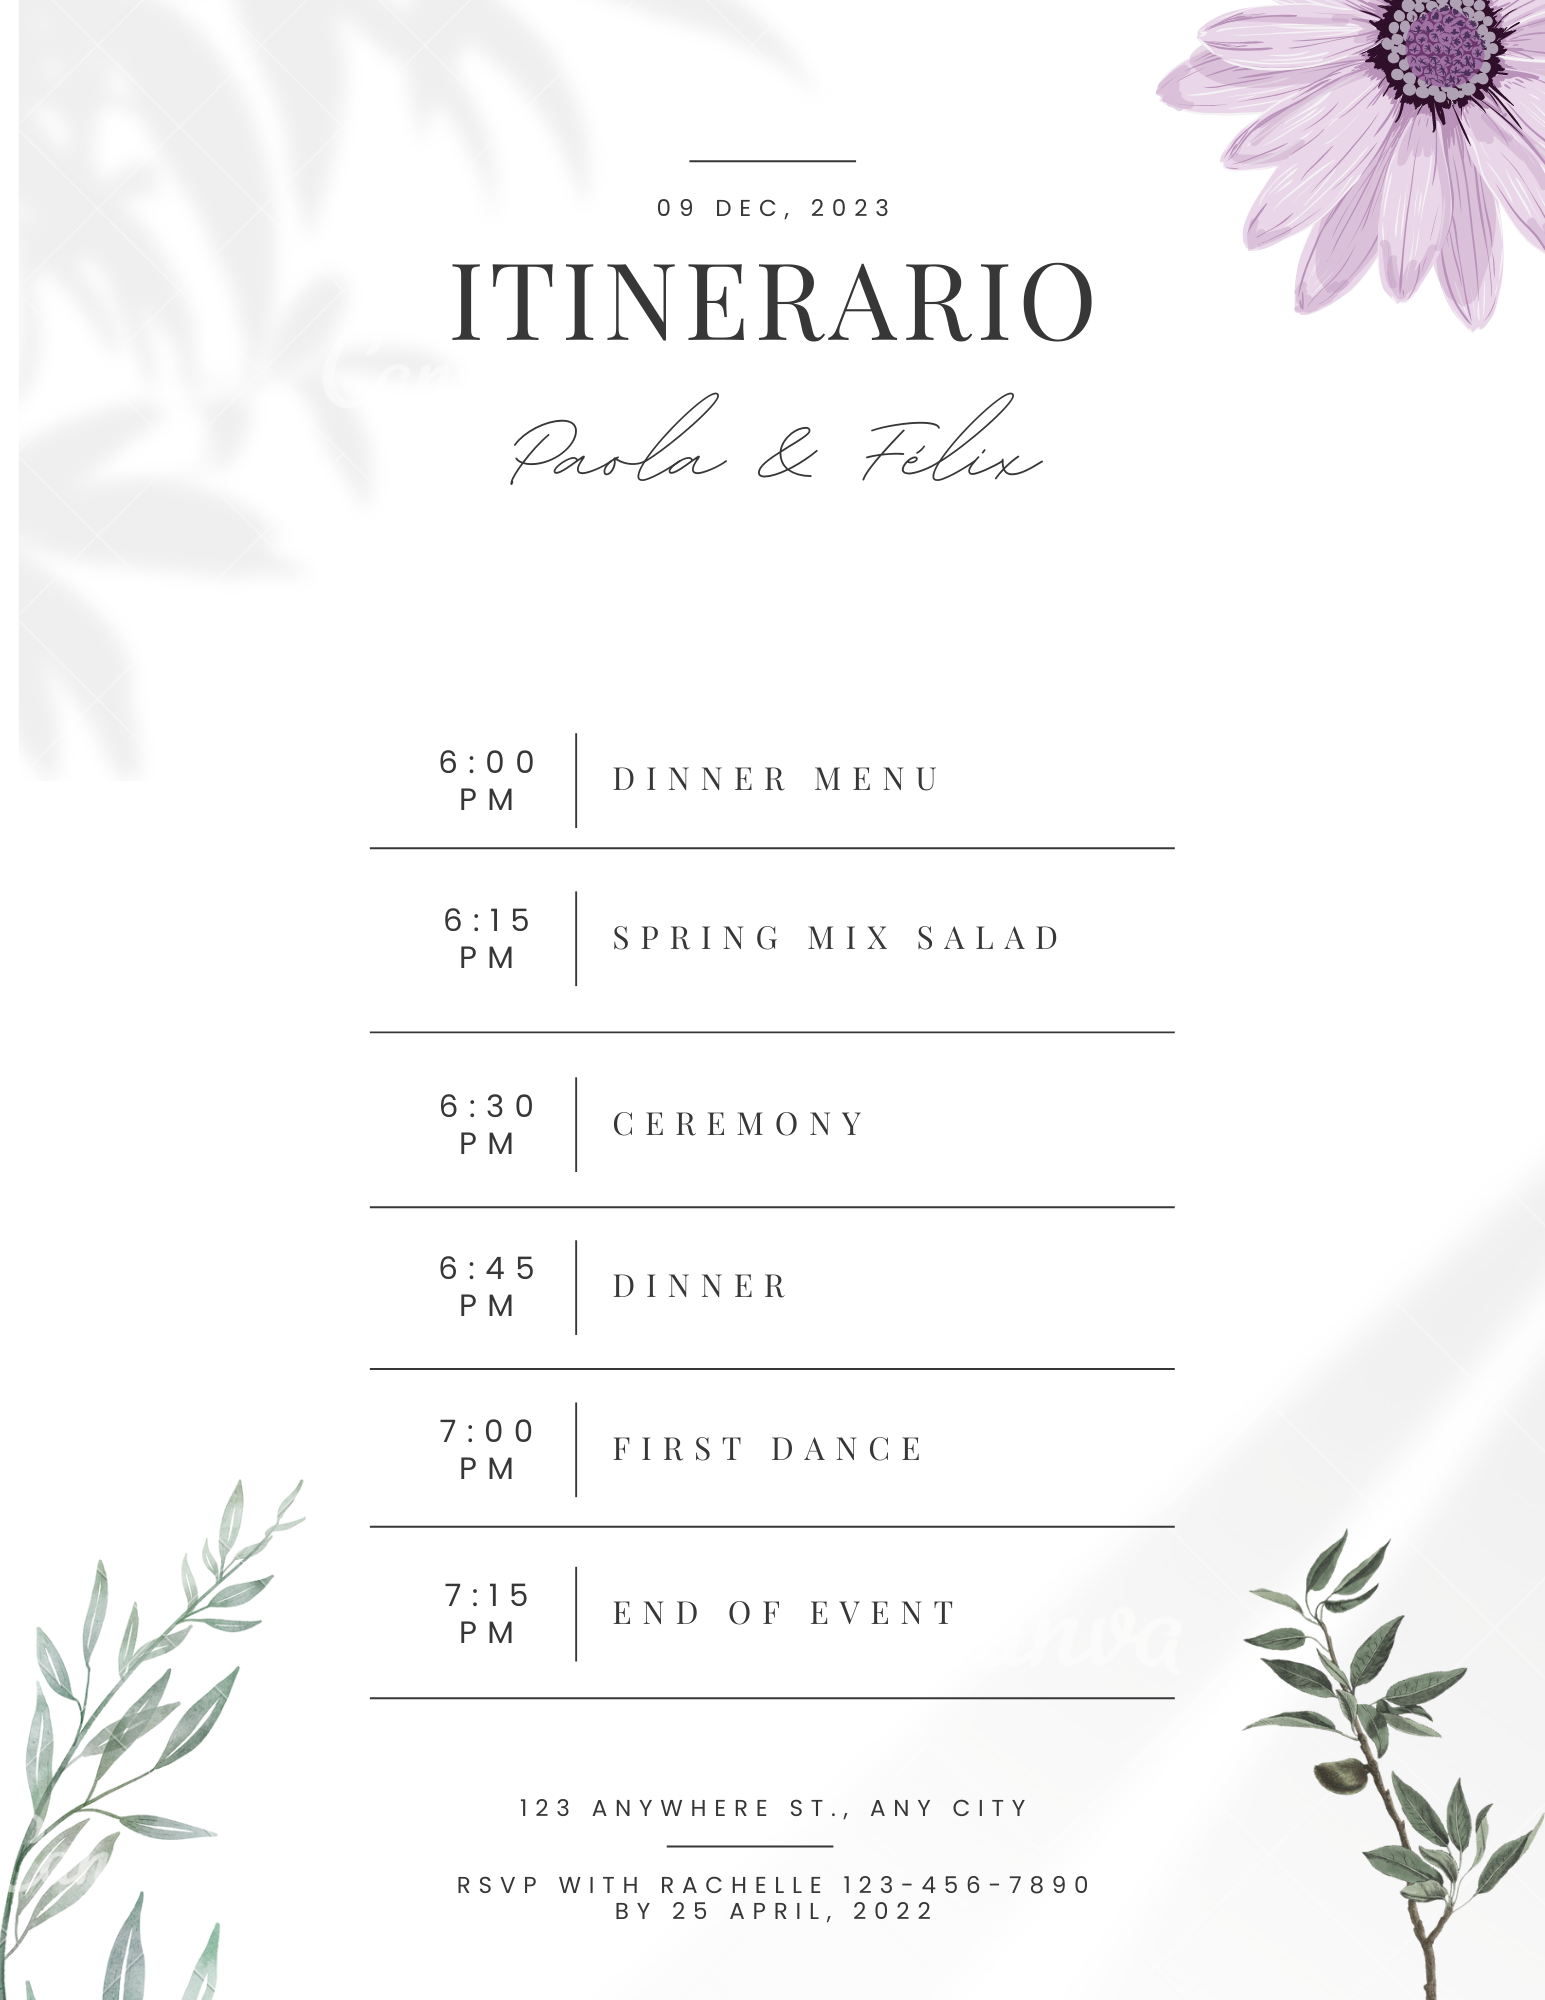 09 DEC, 2023
ITINERARIO
Paola & Félix
6:00
PM
DINNER MENU
6:15
PM
SPRING MIX SALAD
6:30
PM
CEREMONY
6:45
PM
DINNER
7:00
PM
FIRST DANCE
7:15
PM
END OF EVENT
123 ANYWHERE ST., ANY CITY
RSVP WITH RACHELLE 123-456-7890
BY 25 APRIL, 2022